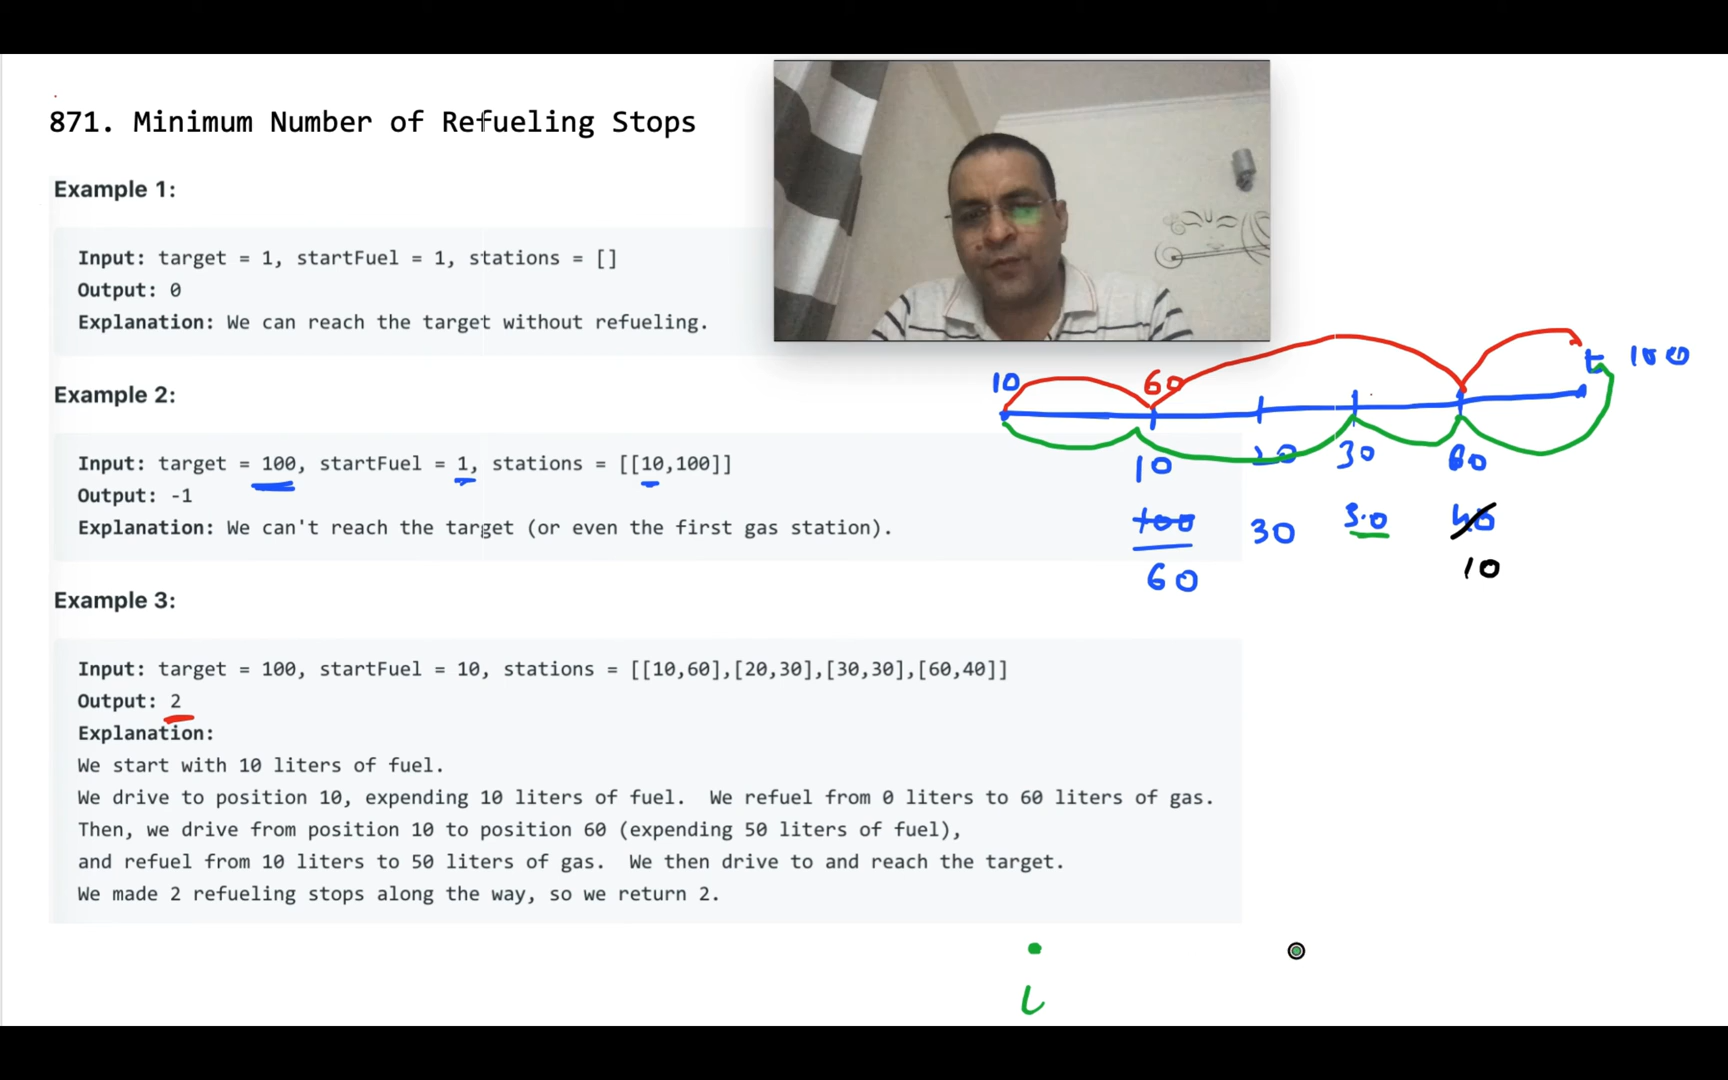 871. Minimum Number of Refueling Stops
Example 1:
Input: target = 1, startFuel = 1, stations = []
Output: 0
Explanation: We can reach the target without refueling.
Example 2:
Input: target = 100, startFuel = 1, stations = [[10,100]]
Output: -1
Explanation: We can't reach the target (or even the first gas station).
Example 3:
Input: target = 100, startFuel = 10, stations = [[10,60],[20,30],[30,30],[60,40]]
Output: 2
Explanation:
We start with 10 liters of fuel.
We drive to position 10, expending 10 liters of fuel. We refuel from 0 liters to 60 liters of gas.
Then, we drive from position 10 to position 60 (expending 50 liters of fuel),
and refuel from 10 liters to 50 liters of gas. We then drive to and reach the target.
We made 2 refueling stops along the way, so we return 2.
t 100
10 60
10 20 30 60
100 30 30 40
60 10